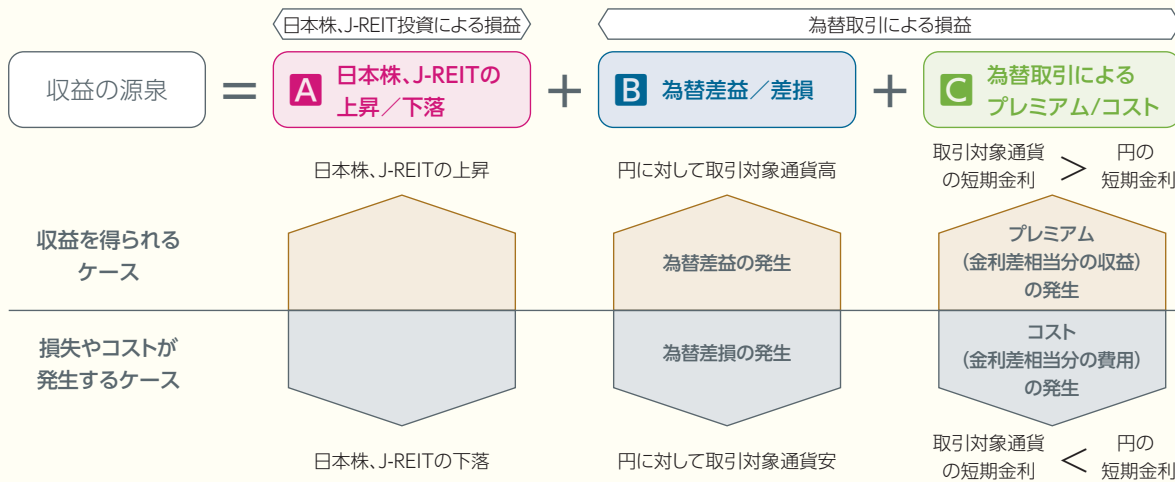 日本株、J-REIT投資による損益
為替取引による損益
収益の源泉
=
A
日本株、J-REITの
上昇／下落
+
B
為替差益／差損
+
C
為替取引による
プレミアム/コスト
日本株、J-REITの上昇
円に対して取引対象通貨高
取引対象通貨
の短期金利
>
円の
短期金利
収益を得られる
ケース
為替差益の発生
プレミアム
(金利差相当分の収益)
の発生
損失やコストが
発生するケース
為替差損の発生
コスト
(金利差相当分の費用)
の発生
日本株、J-REITの下落
円に対して取引対象通貨安
取引対象通貨
の短期金利
<
円の
短期金利